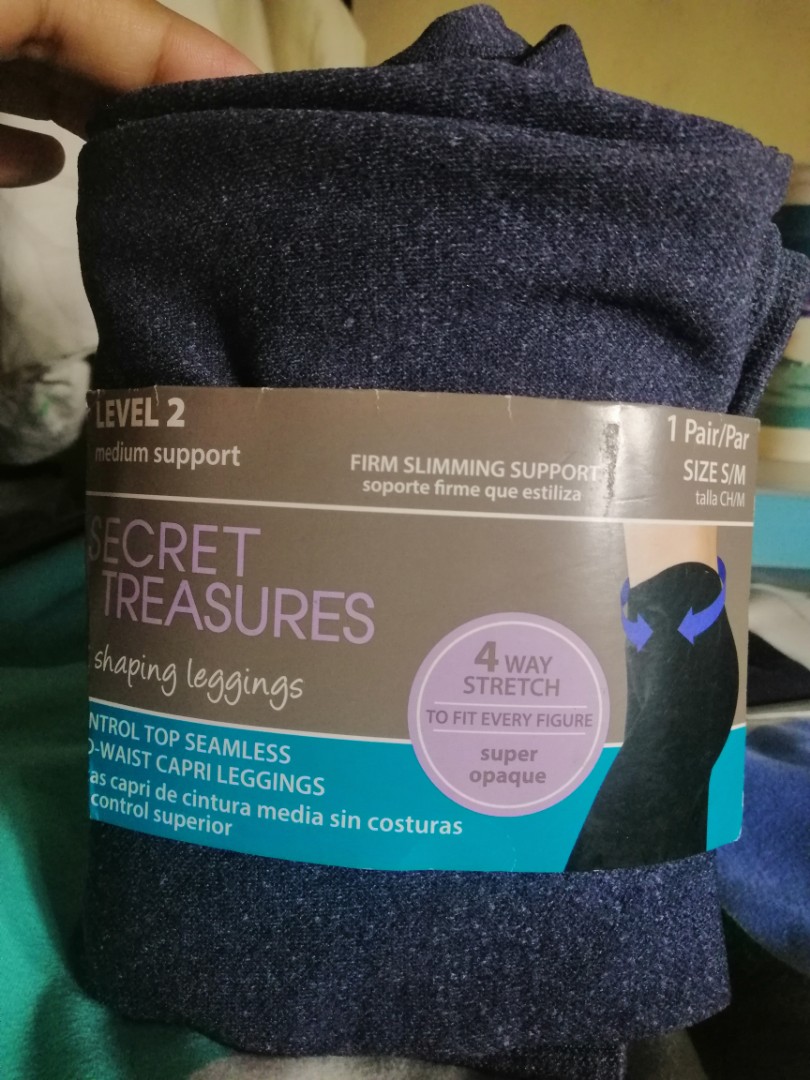 LEVEL 2
medium support
FIRM SLIMMING SUPPORT
soporte firme que estiliza
1 Pair/Par
SIZE S/M
talla CH/M
SECRET
TREASURES
shaping leggings
4 WAY
STRETCH
TO FIT EVERY FIGURE
super
opaque
NTROL TOP SEAMLESS
D-WAIST CAPRI LEGGINGS
as capri de cintura media sin costuras
control superior